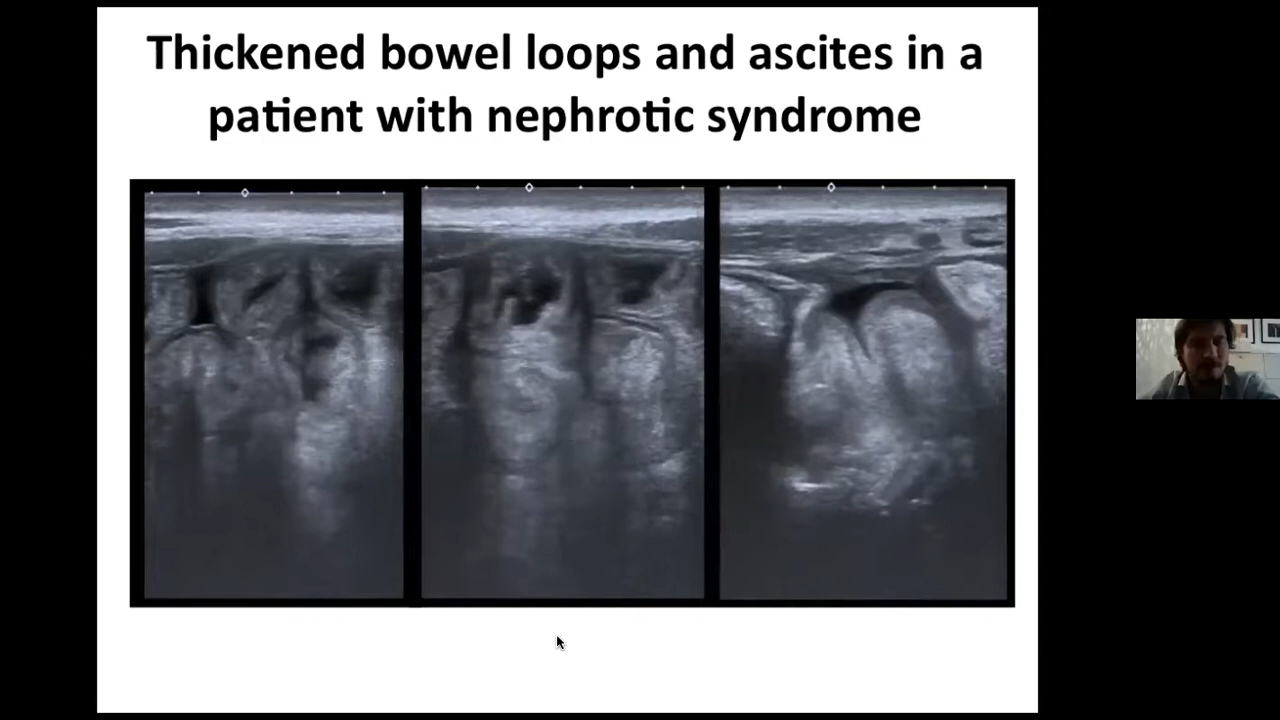 Thickened bowel loops and ascites in a
patient with nephrotic syndrome